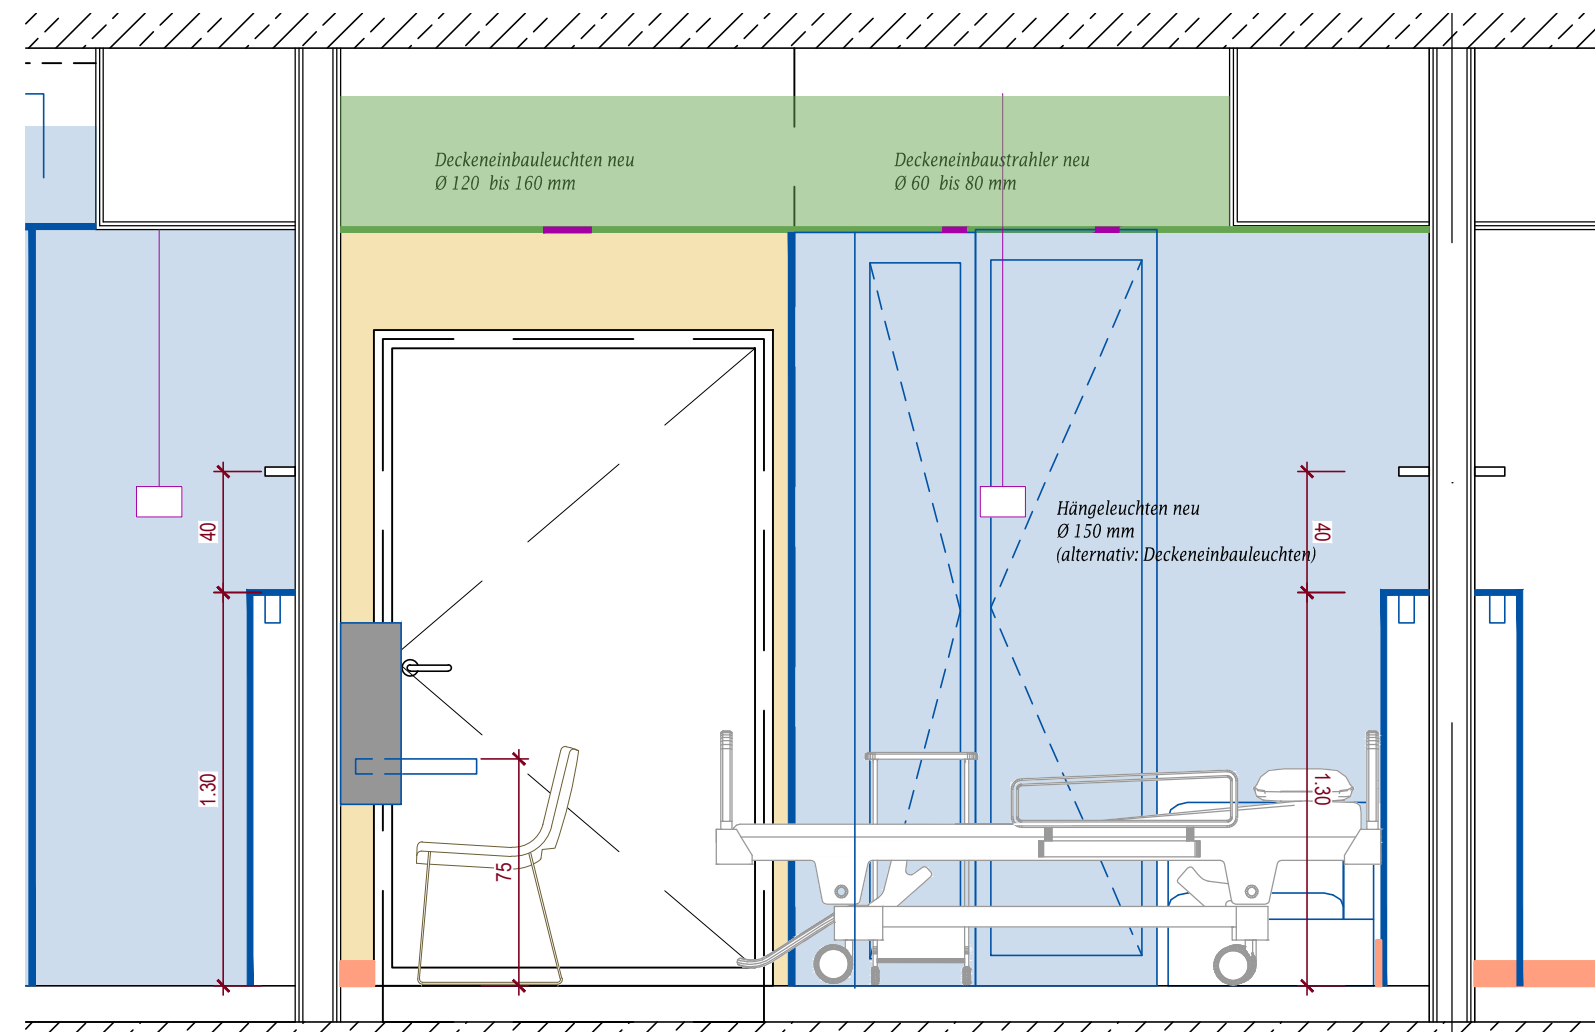 Deckeneinbauleuchten neu
Ø 120 bis 160 mm
Deckeneinbaustrahler neu
Ø 60 bis 80 mm
Hängeleuchten neu
Ø 150 mm
(alternativ: Deckeneinbauleuchten)
40
40
1.30
1.30
75